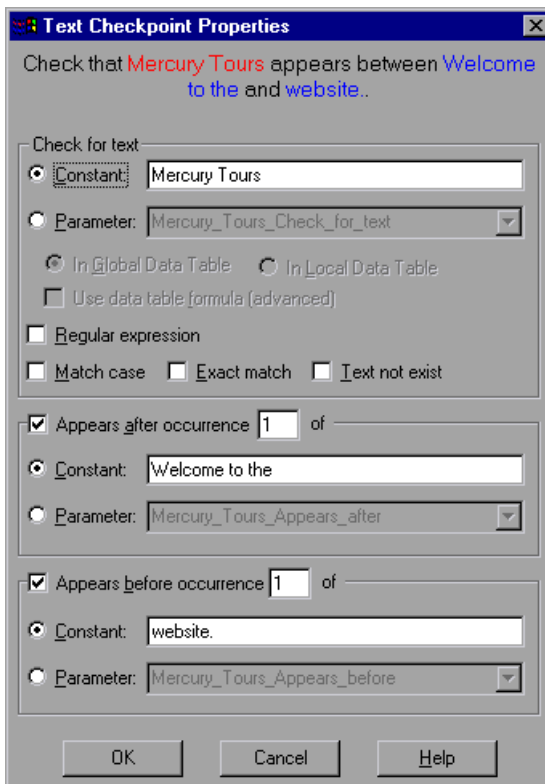 Text Checkpoint Properties
Check that Mercury Tours appears between Welcome
to the and website..
Check for text
Constant: Mercury Tours
Parameter: Mercury_Tours_Check_for_text
In Global Data Table In Local Data Table
Use data table formula (advanced)
Regular expression
Match case Exact match Text not exist
Appears after occurrence 1 of
Constant: Welcome to the
Parameter: Mercury_Tours_Appears_after
Appears before occurrence 1 of
Constant: website.
Parameter: Mercury_Tours_Appears_before
OK Cancel Help